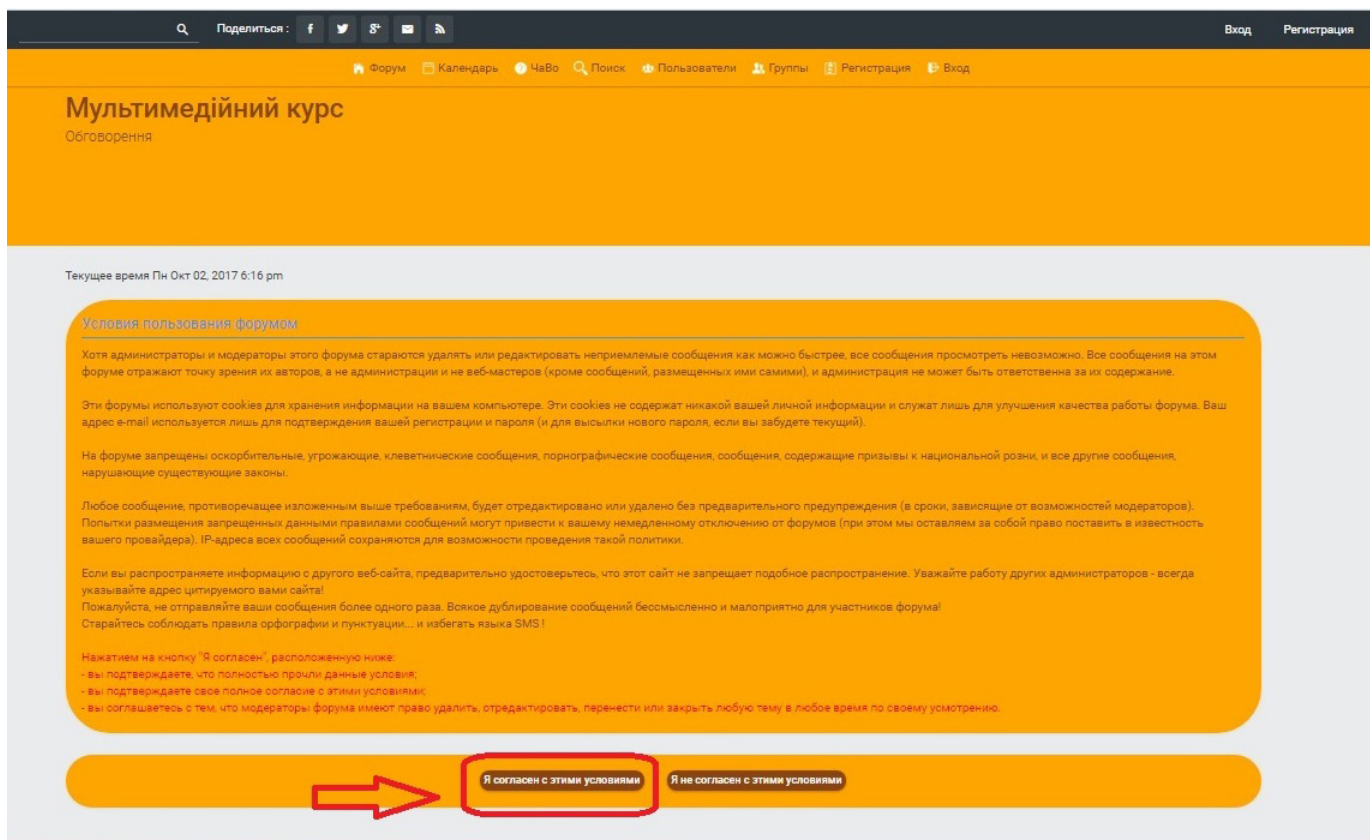 Поделиться :
Вход Регистрация
Форум Календарь ЧаВо Поиск Пользователи Группы Регистрация Вход
Мультимедійний курс
Обговорення
Текущее время Пн Окт 02, 2017 6:16 pm
Условия пользования форумом
Хотя администраторы и модераторы этого форума стараются удалять или редактировать неприемлемые сообщения как можно быстрее, все сообщения просмотреть невозможно. Все сообщения на этом
форуме отражают точку зрения их авторов, а не администрации и не веб-мастеров (кроме сообщений, размещенных ими самими), и администрация не может быть ответственна за их содержание.
Эти форумы используют cookies для хранения информации на вашем компьютере. Эти cookies не содержат никакой вашей личной информации и служат лишь для улучшения качества работы форума. Ваш
адрес e-mail используется лишь для подтверждения вашей регистрации и пароля (и для высылки нового пароля, если вы забудете текущий).
На форуме запрещены оскорбительные, угрожающие, клеветнические сообщения, порнографические сообщения, сообщения, содержащие призывы к национальной розни, и все другие сообщения,
нарушающие существующие законы.
Любое сообщение, противоречащее изложенным выше требованиям, будет отредактировано или удалено без предварительного предупреждения (в сроки, зависящие от возможностей модераторов).
Попытки размещения запрещенных данными правилами сообщений могут привести к вашему немедленному отключению от форумов (при этом мы оставляем за собой право поставить в известность
вашего провайдера). IP-адреса всех сообщений сохраняются для возможности проведения такой политики.
Если вы распространяете информацию с другого веб-сайта, предварительно удостоверьтесь, что этот сайт не запрещает подобное распространение. Уважайте работу других администраторов - всегда
указывайте адрес цитируемого вами сайта!
Пожалуйста, не отправляйте ваши сообщения более одного раза. Всякое дублирование сообщений бессмысленно и малоприятно для участников форума!
Старайтесь соблюдать правила орфографии и пунктуации... и избегать языка SMS !
Нажатием на кнопку "Я согласен", расположенную ниже:
- вы подтверждаете, что полностью прочли данные условия;
- вы подтверждаете свое полное согласие с этими условиями;
- вы соглашаетесь с тем, что модераторы форума имеют право удалить, отредактировать, перенести или закрыть любую тему в любое время по своему усмотрению.
Я согласен с этими условиями Я не согласен с этими условиями